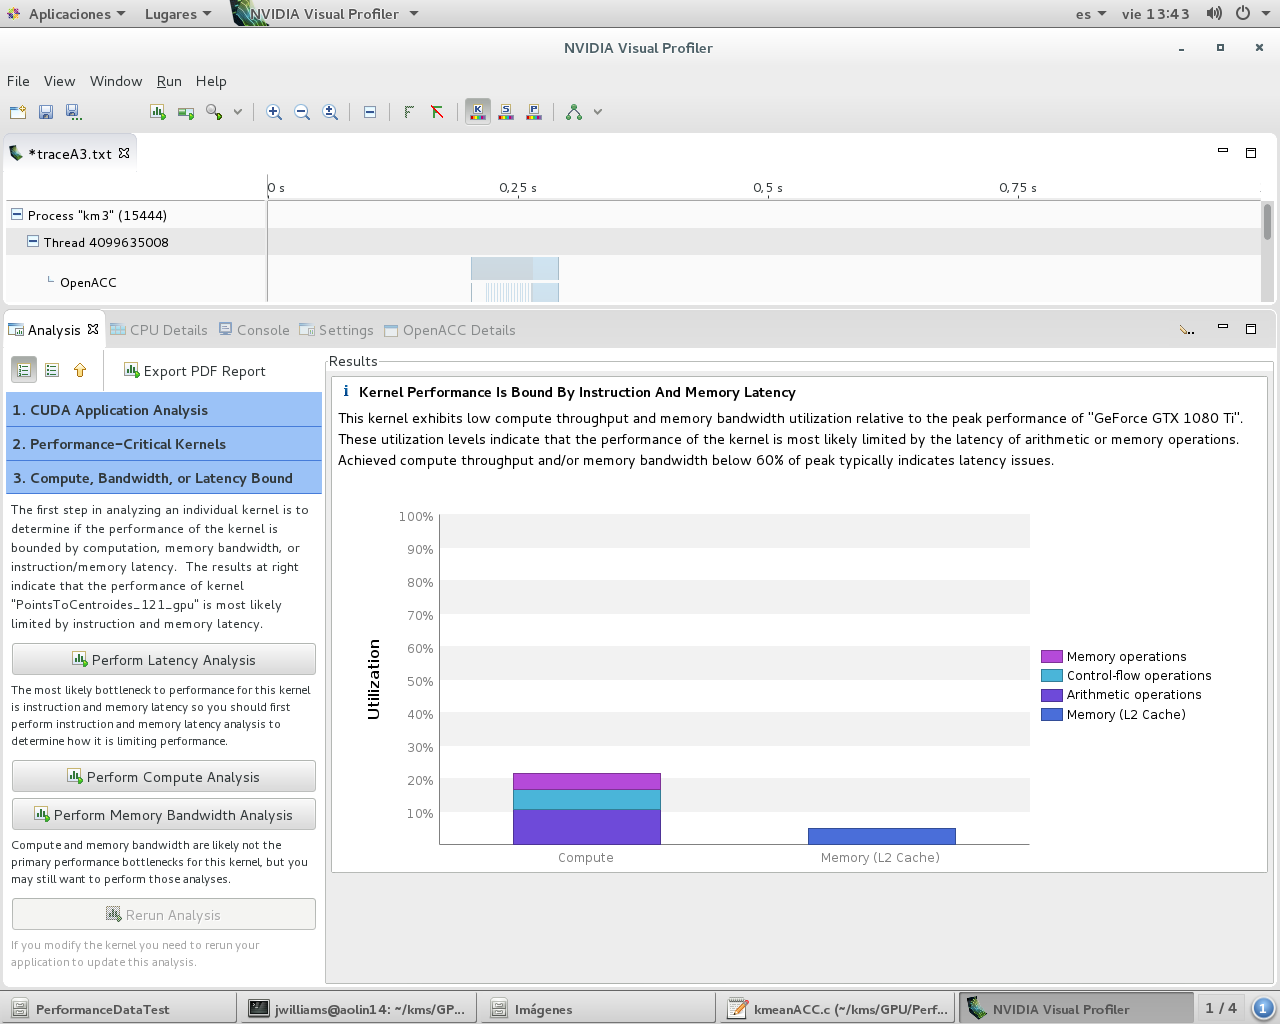 Aplicaciones Lugares NVIDIA Visual Profiler es vie 13:43
NVIDIA Visual Profiler
File View Window Run Help
K S P
*traceA3.txt
0 s 0,25 s 0,5 s 0,75 s
Process "km3" (15444)
Thread 4099635008
OpenACC
Analysis CPU Details Console Settings OpenACC Details
Export PDF Report
1. CUDA Application Analysis
2. Performance-Critical Kernels
3. Compute, Bandwidth, or Latency Bound
The first step in analyzing an individual kernel is to
determine if the performance of the kernel is
bounded by computation, memory bandwidth, or
instruction/memory latency. The results at right
indicate that the performance of kernel
"PointsToCentroides_121_gpu" is most likely
limited by instruction and memory latency.
Perform Latency Analysis
The most likely bottleneck to performance for this kernel
is instruction and memory latency so you should first
perform instruction and memory latency analysis to
determine how it is limiting performance.
Perform Compute Analysis
Perform Memory Bandwidth Analysis
Compute and memory bandwidth are likely not the
primary performance bottlenecks for this kernel, but you
may still want to perform those analyses.
Rerun Analysis
If you modify the kernel you need to rerun your
application to update this analysis.
Results
i Kernel Performance Is Bound By Instruction And Memory Latency
This kernel exhibits low compute throughput and memory bandwidth utilization relative to the peak performance of "GeForce GTX 1080 Ti".
These utilization levels indicate that the performance of the kernel is most likely limited by the latency of arithmetic or memory operations.
Achieved compute throughput and/or memory bandwidth below 60% of peak typically indicates latency issues.
100%
90%
80%
70%
60%
50%
40%
30%
20%
10%
Utilization
Compute Memory (L2 Cache)
Memory operations
Control-flow operations
Arithmetic operations
Memory (L2 Cache)
PerformanceDataTest jwilliams@aolin14: ~/kms/GP... Imágenes kmeanACC.c (~/kms/GPU/Perf... NVIDIA Visual Profiler 1 / 4 1